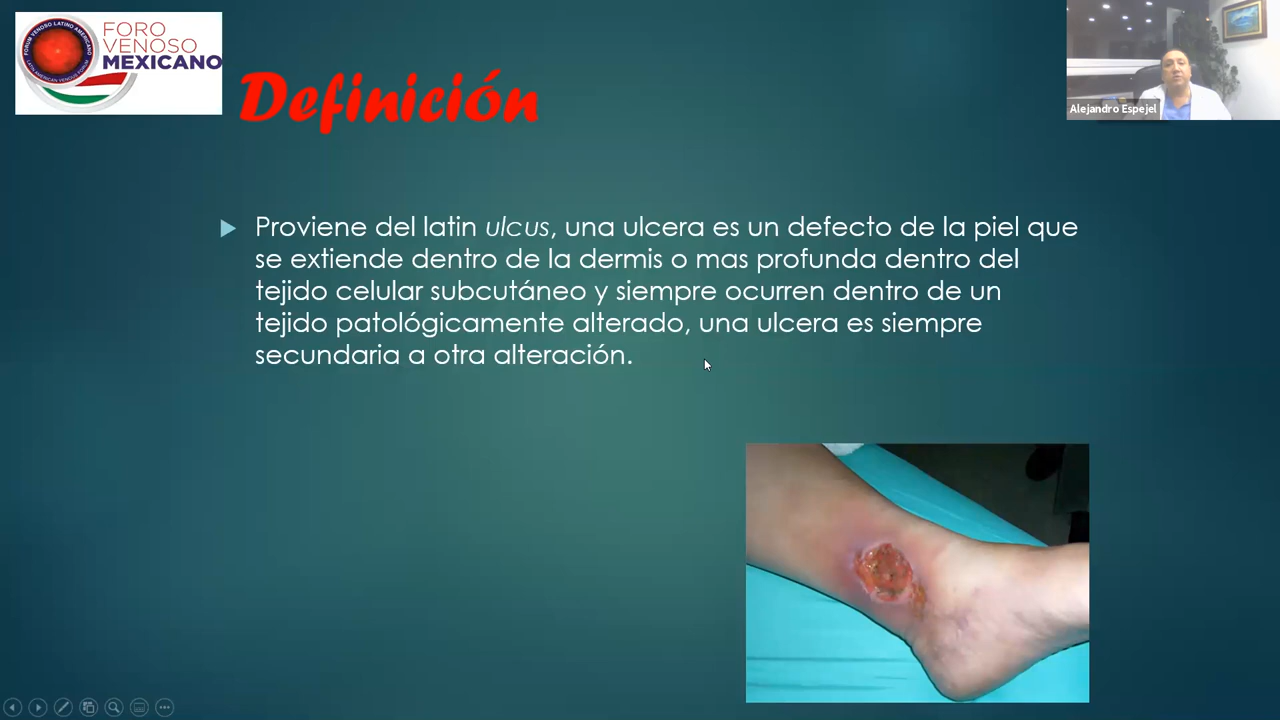 FORO
VENOSO
MEXICANO
Definición
Alejandro Espejel
Proviene del latin ulcus, una ulcera es un defecto de la piel que
se extiende dentro de la dermis o mas profunda dentro del
tejido celular subcutáneo y siempre ocurren dentro de un
tejido patológicamente alterado, una ulcera es siempre
secundaria a otra alteración.